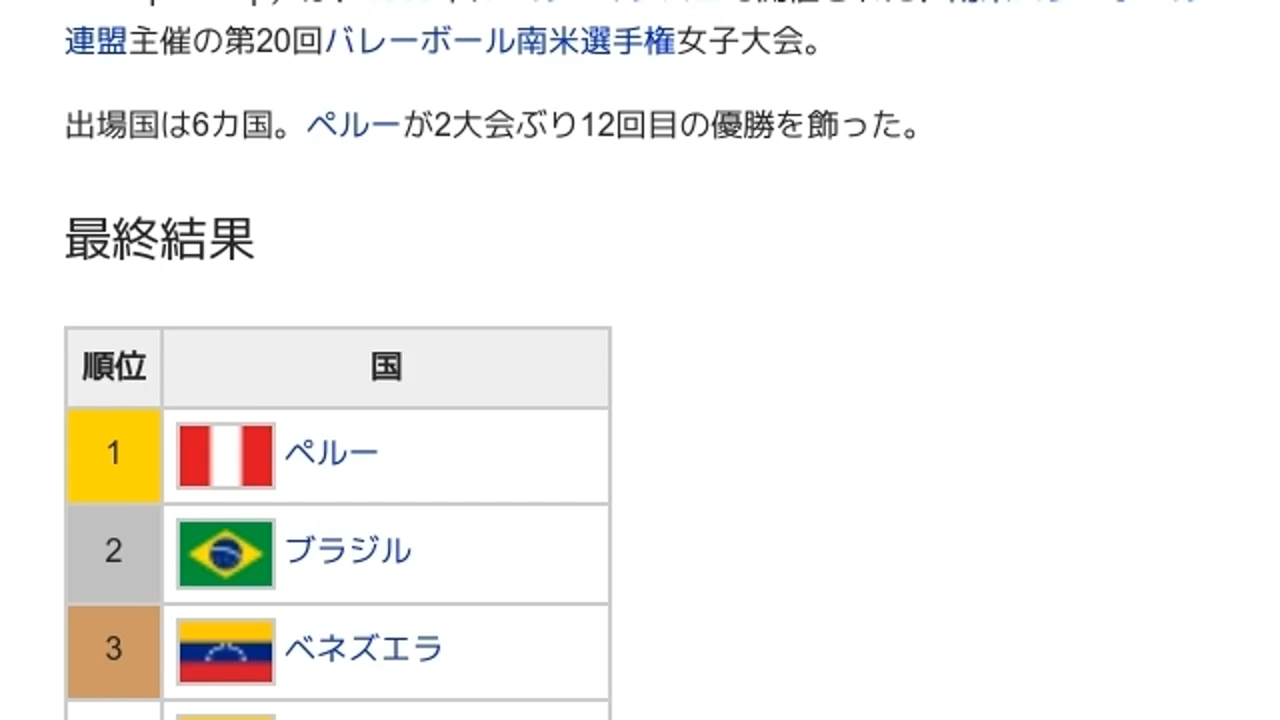 連盟主催の第20回バレーボール南米選手権女子大会。
出場国は6カ国。ペルーが2大会ぶり12回目の優勝を飾った。
最終結果
順位 国
1 ペルー
2 ブラジル
3 ベネズエラ